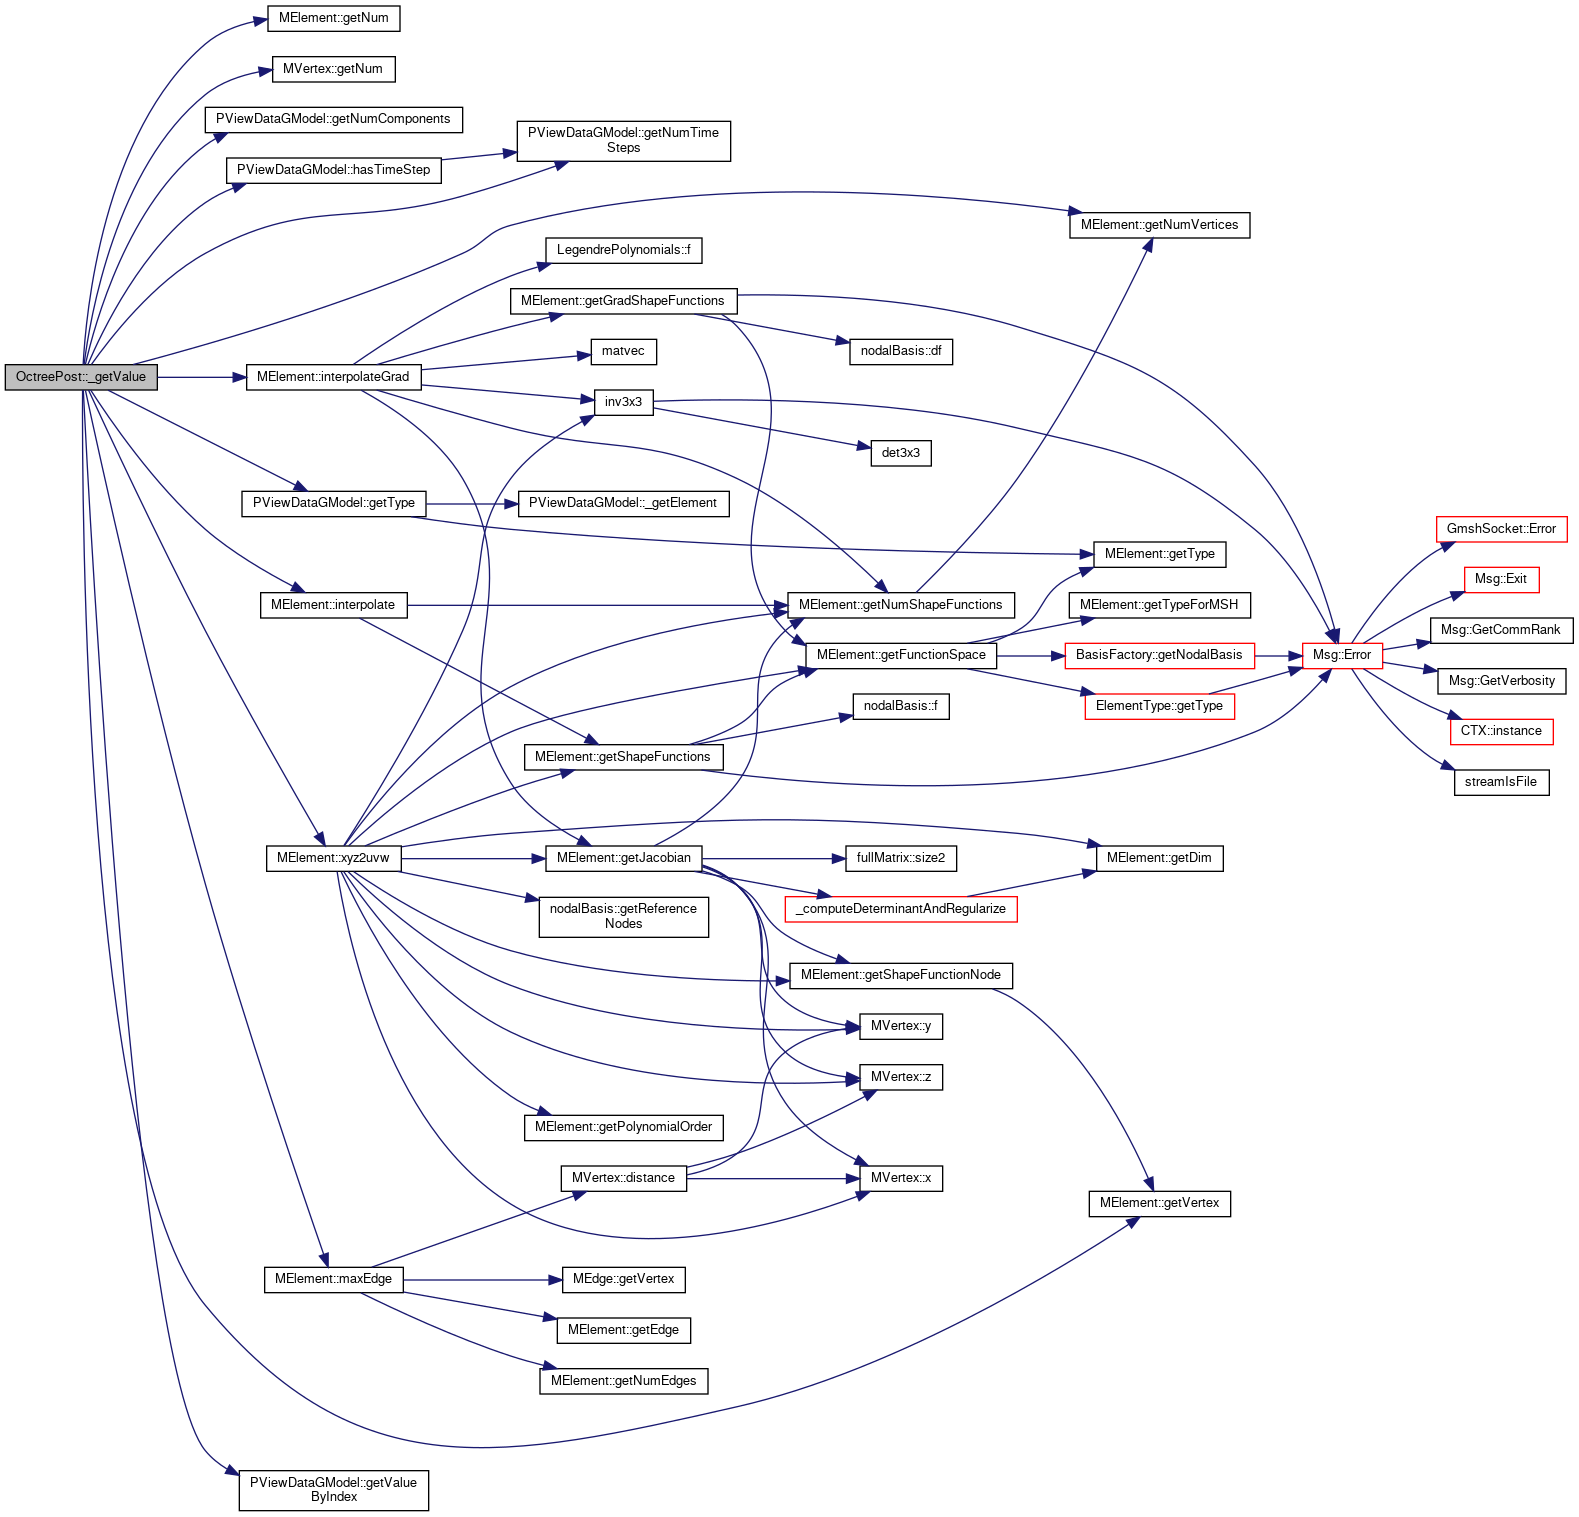 MElement::getNum
MVertex::getNum
PViewDataGModel::getNumComponents
PViewDataGModel::getNumTime
Steps
PViewDataGModel::hasTimeStep
MElement::getNumVertices
LegendrePolynomials::f
MElement::getGradShapeFunctions
matvec
nodalBasis::df
OctreePost::_getValue
MElement::interpolateGrad
inv3x3
det3x3
PViewDataGModel::getType
PViewDataGModel::_getElement
MElement::getType
GmshSocket::Error
Msg::Exit
MElement::interpolate
MElement::getNumShapeFunctions
MElement::getTypeForMSH
Msg::GetCommRank
MElement::getFunctionSpace
BasisFactory::getNodalBasis
Msg::Error
Msg::GetVerbosity
nodalBasis::f
ElementType::getType
CTX::instance
MElement::getShapeFunctions
streamIsFile
MElement::xyz2uvw
MElement::getJacobian
fullMatrix::size2
MElement::getDim
nodalBasis::getReference
Nodes
_computeDeterminantAndRegularize
MElement::getShapeFunctionNode
MVertex::y
MVertex::z
MElement::getPolynomialOrder
MVertex::distance
MVertex::x
MElement::getVertex
MElement::maxEdge
MEdge::getVertex
MElement::getEdge
MElement::getNumEdges
PViewDataGModel::getValue
ByIndex